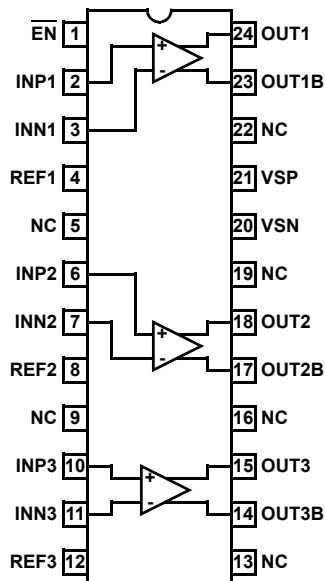 E̅N̅ 1 24 OUT1
INP1 2 + - 23 OUT1B
INN1 3 22 NC
REF1 4 21 VSP
NC 5 20 VSN
INP2 6 19 NC
INN2 7 + - 18 OUT2
REF2 8 17 OUT2B
NC 9 16 NC
INP3 10 + - 15 OUT3
INN3 11 14 OUT3B
REF3 12 13 NC